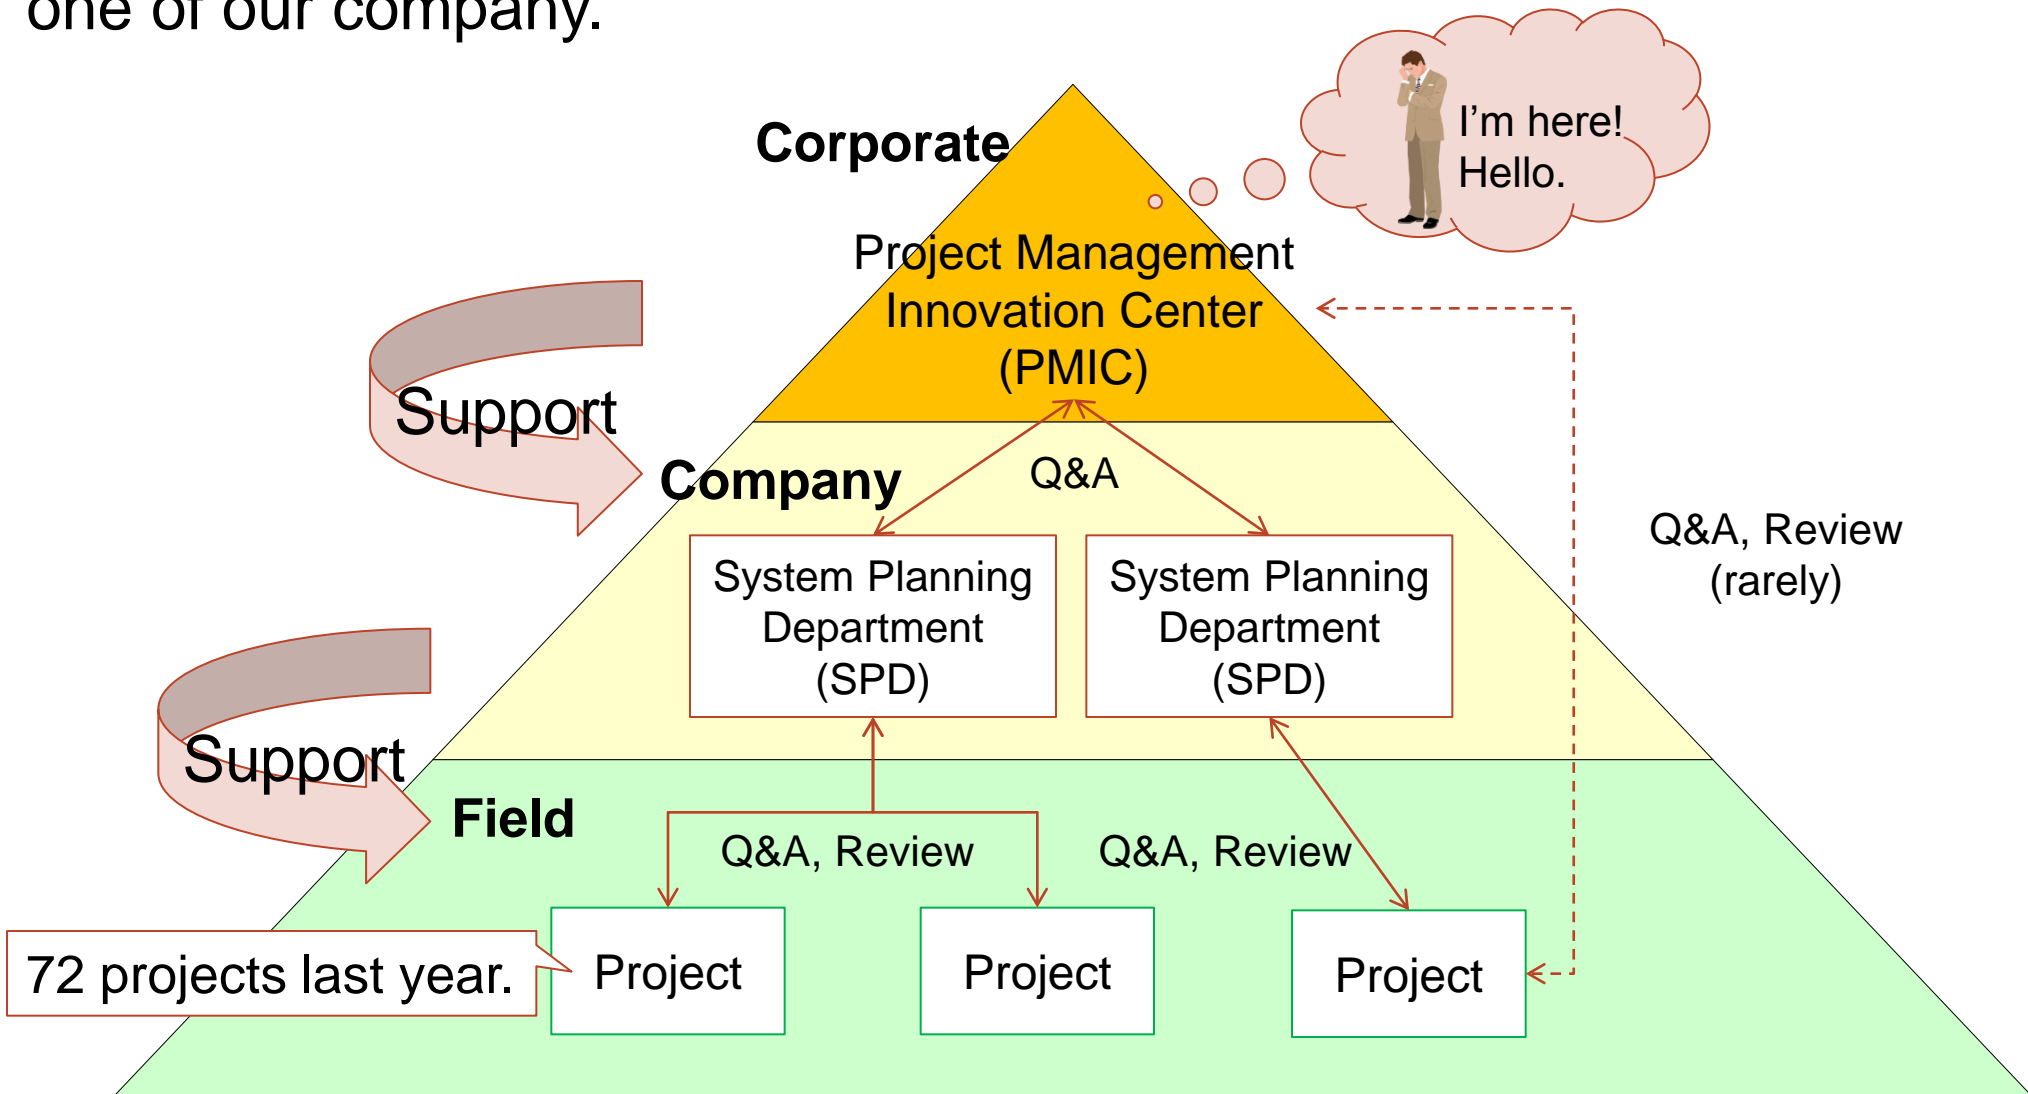 one of our company.
Corporate
I'm here!
Hello.
Project Management
Innovation Center
(PMIC)
Support
Company
Q&A
Q&A, Review
(rarely)
System Planning
Department
(SPD)
System Planning
Department
(SPD)
Support
Field
Q&A, Review
Q&A, Review
72 projects last year.
Project
Project
Project